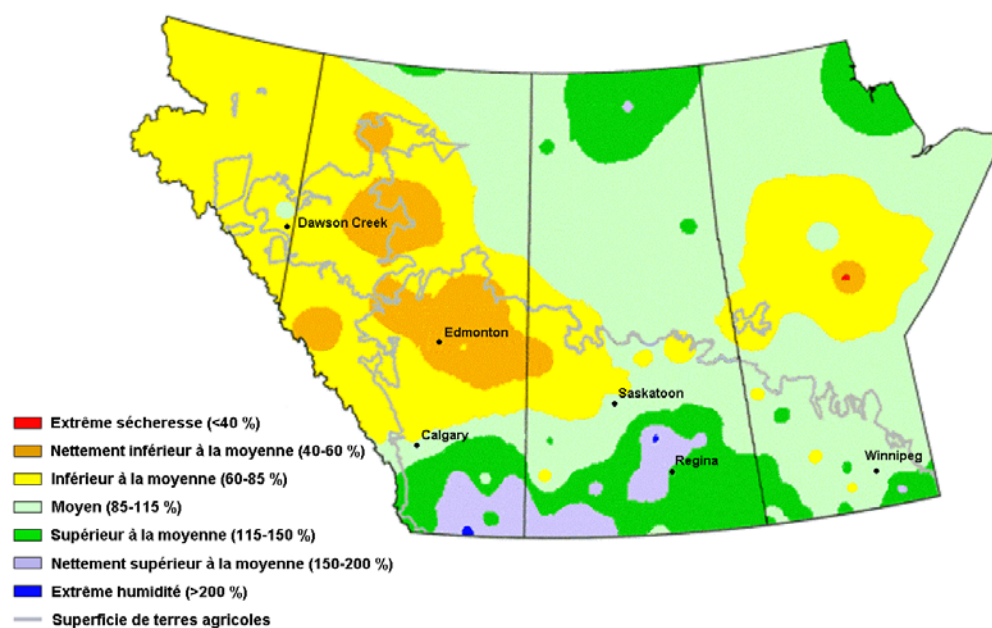 Dawson Creek
Edmonton
Saskatoon
Calgary
Regina
Winnipeg
Extrême sécheresse (<40 %)
Nettement inférieur à la moyenne (40-60 %)
Inférieur à la moyenne (60-85 %)
Moyen (85-115 %)
Supérieur à la moyenne (115-150 %)
Nettement supérieur à la moyenne (150-200 %)
Extrême humidité (>200 %)
Superficie de terres agricoles